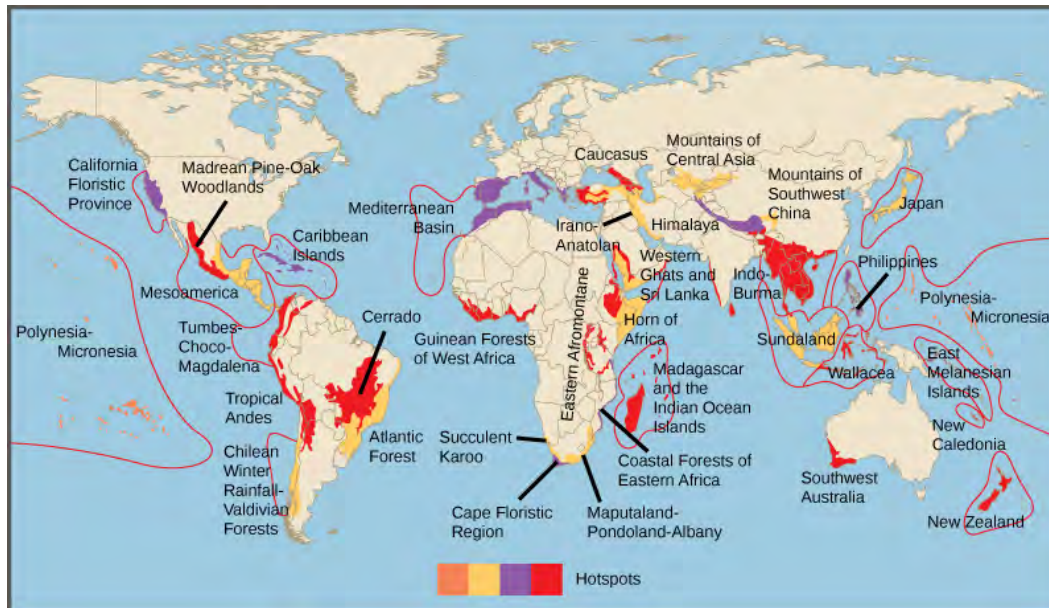 California
Floristic
Province
Madrean Pine-Oak
Woodlands
Caribbean
Islands
Mesoamerica
Polynesia-
Micronesia
Tumbes-
Choco-
Magdalena
Cerrado
Tropical
Andes
Atlantic
Forest
Chilean
Winter
Rainfall-
Valdivian
Forests
Mediterranean
Basin
Caucasus
Mountains of
Central Asia
Mountains of
Southwest
China
Japan
Irano-
Anatolian
Himalaya
Western
Ghats and
Sri Lanka
Indo-
Burma
Philippines
Guinean Forests
of West Africa
Eastern Afromontane
Horn of
Africa
Sundaland
Wallacea
Polynesia-
Micronesia
East
Melanesian
Islands
Madagascar
and the
Indian Ocean
Islands
New
Caledonia
Succulent
Karoo
Coastal Forests of
Eastern Africa
Southwest
Australia
Cape Floristic
Region
Maputaland-
Pondoland-Albany
New Zealand
Hotspots